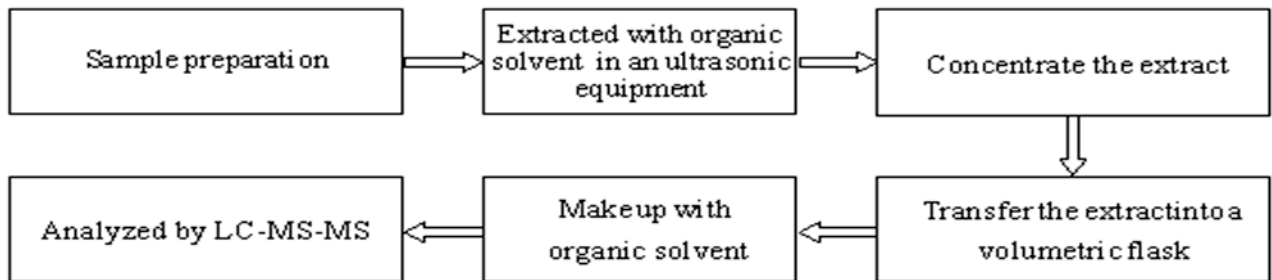 Sample preparation
Extracted with organic
solvent in an ultrasonic
equipment
Concentrate the extract
Transfer the extractinto a
volumetric flask
Makeup with
organic solvent
Analyzed by LC-MS-MS